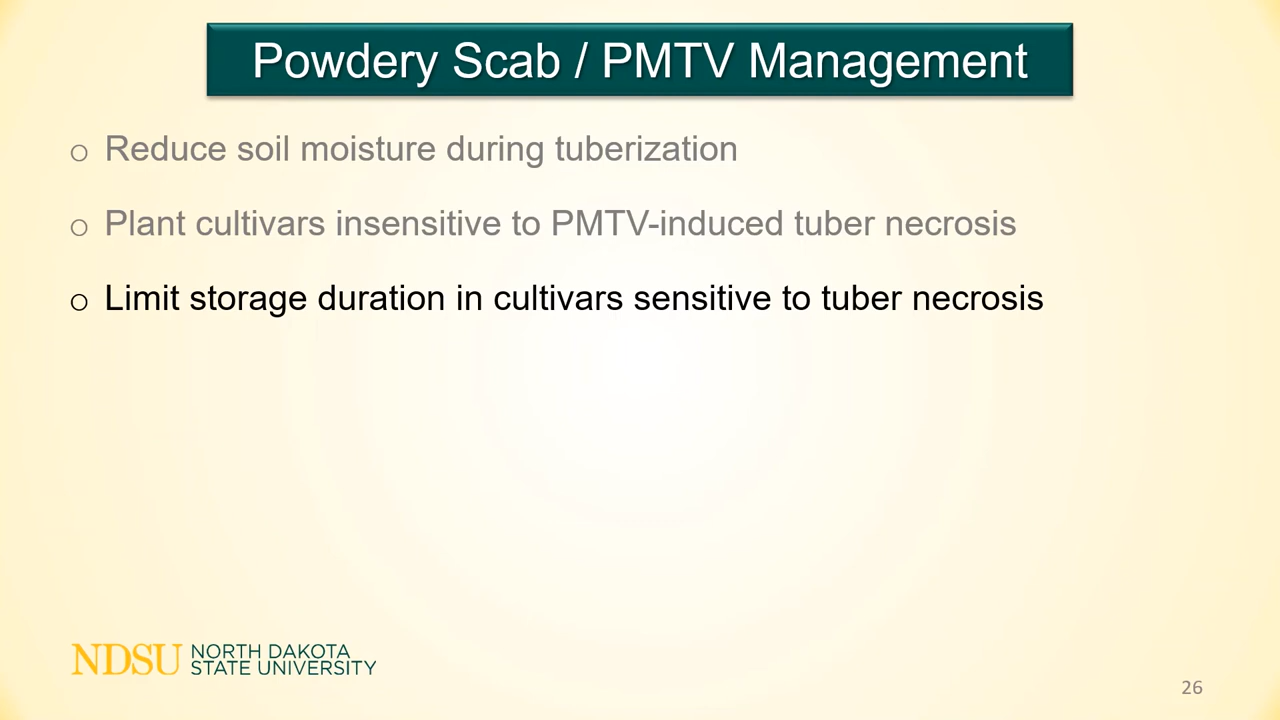 Powdery Scab / PMTV Management
o Reduce soil moisture during tuberization
o Plant cultivars insensitive to PMTV-induced tuber necrosis
o Limit storage duration in cultivars sensitive to tuber necrosis
NDSU NORTH DAKOTA
STATE UNIVERSITY
26